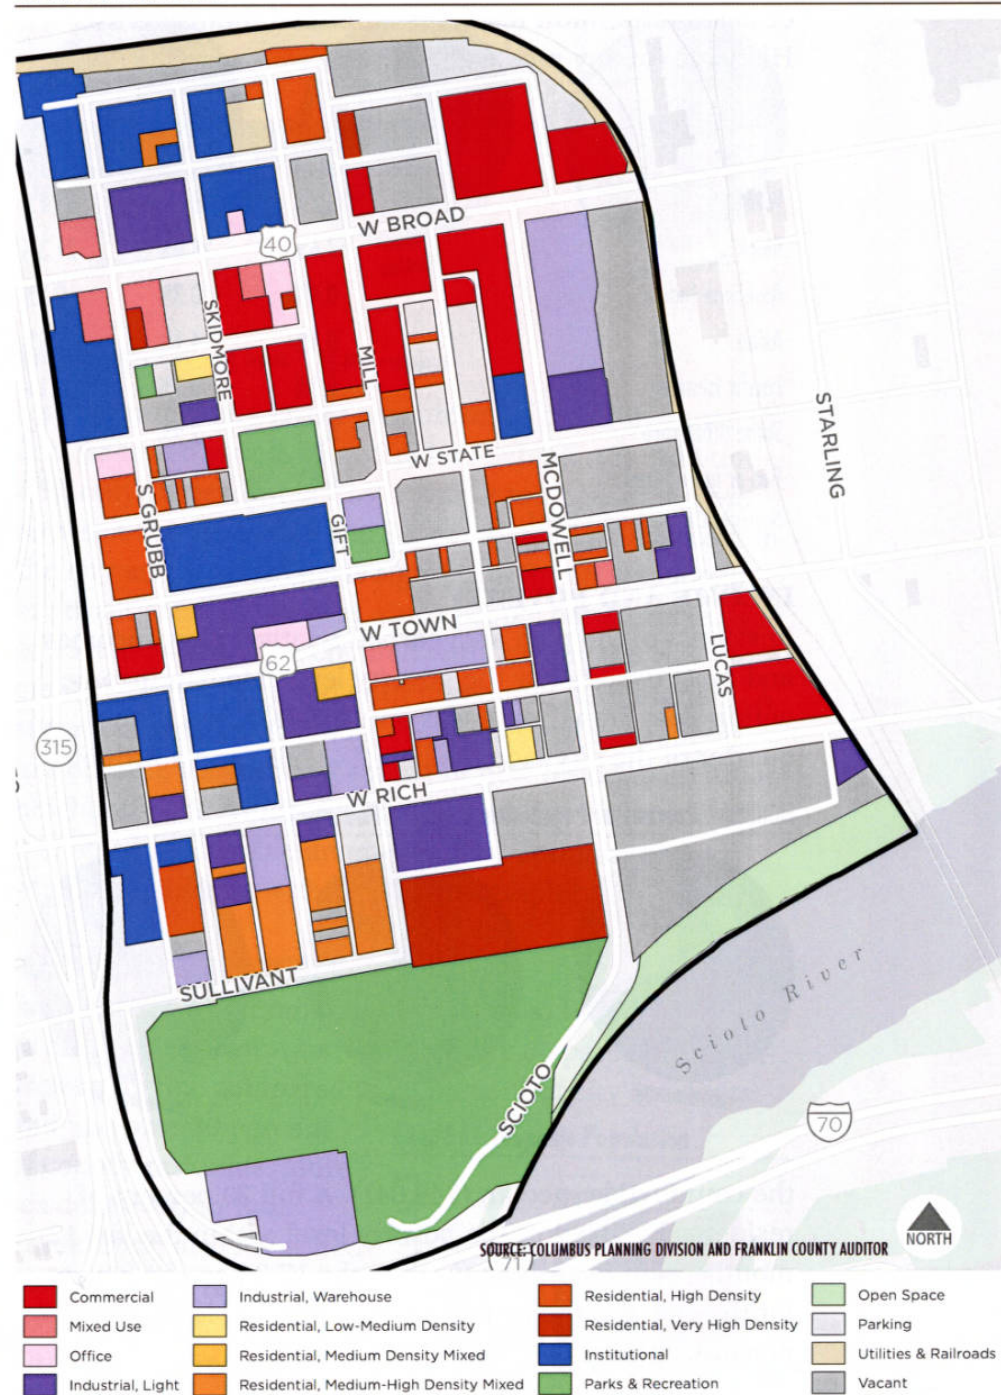 W BROAD
40
SKIDMORE
MILL
STARLING
W STATE
MCDOWELL
S GRUBB
GIFT
W TOWN
62
LUCAS
315
W RICH
SULLIVANT
Scioto River
SCIOTO
70
71
NORTH
SOURCE: COLUMBUS PLANNING DIVISION AND FRANKLIN COUNTY AUDITOR
Commercial
Mixed Use
Office
Industrial, Light
Industrial, Warehouse
Residential, Low-Medium Density
Residential, Medium Density Mixed
Residential, Medium-High Density Mixed
Residential, High Density
Residential, Very High Density
Institutional
Parks & Recreation
Open Space
Parking
Utilities & Railroads
Vacant